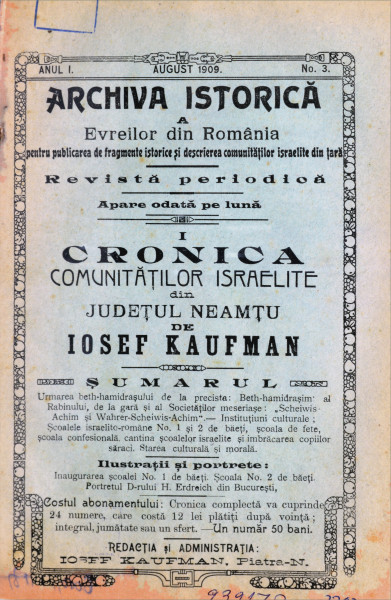 ANUL I. AUGUST 1909. No. 3.
ARCHIVA ISTORICĂ
A
Evreilor din România
pentru publicarea de fragmente istorice și descrierea comunităților israelite din țară
Revistă periodică
Apare odată pe lună
I
CRONICA
COMUNITĂȚILOR ISRAELITE
din
JUDEȚUL NEAMȚU
DE
IOSEF KAUFMAN
ȘUMARUL
Urmarea beth-hamidrașului de la precista: Beth-hamidrașim al
Rabinului, de la gară și al Societăților meseriașe: „Scheiwis-
Achim și Wahrer-Scheiwis-Achim".— Instituțiuni culturale;
Școalele israelito-române No. 1 și 2 de băeți, școala de fete,
școala confesională. cantina școalelor israelite și îmbrăcarea copiilor
săraci. Starea culturală și morală.
Ilustrații și portrete:
Inaugurarea școalei No. 1 de băeți. Școala No. 2 de băeți.
Portretul D-rului H. Erdreich din București,
Costul abonamentului: Cronica complectă va cuprinde
24 numere, care costă 12 lei plătiți după voință;
integral, jumătate sau un sfert. — Un număr 50 bani.
REDACȚIA și ADMINISTRAȚIA:
IOSEF KAUFMAN, Piatra-N.